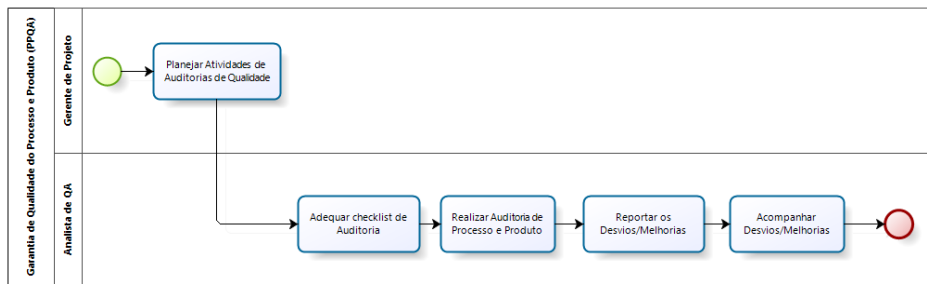 Garantia de Qualidade do Processo e Produto (PPQA)
Gerente de Projeto
Planejar Atividades de
Auditorias de Qualidade
Analista de QA
Adequar checklist de
Auditoria
Realizar Auditoria de
Processo e Produto
Reportar os
Desvios/Melhorias
Acompanhar
Desvios/Melhorias